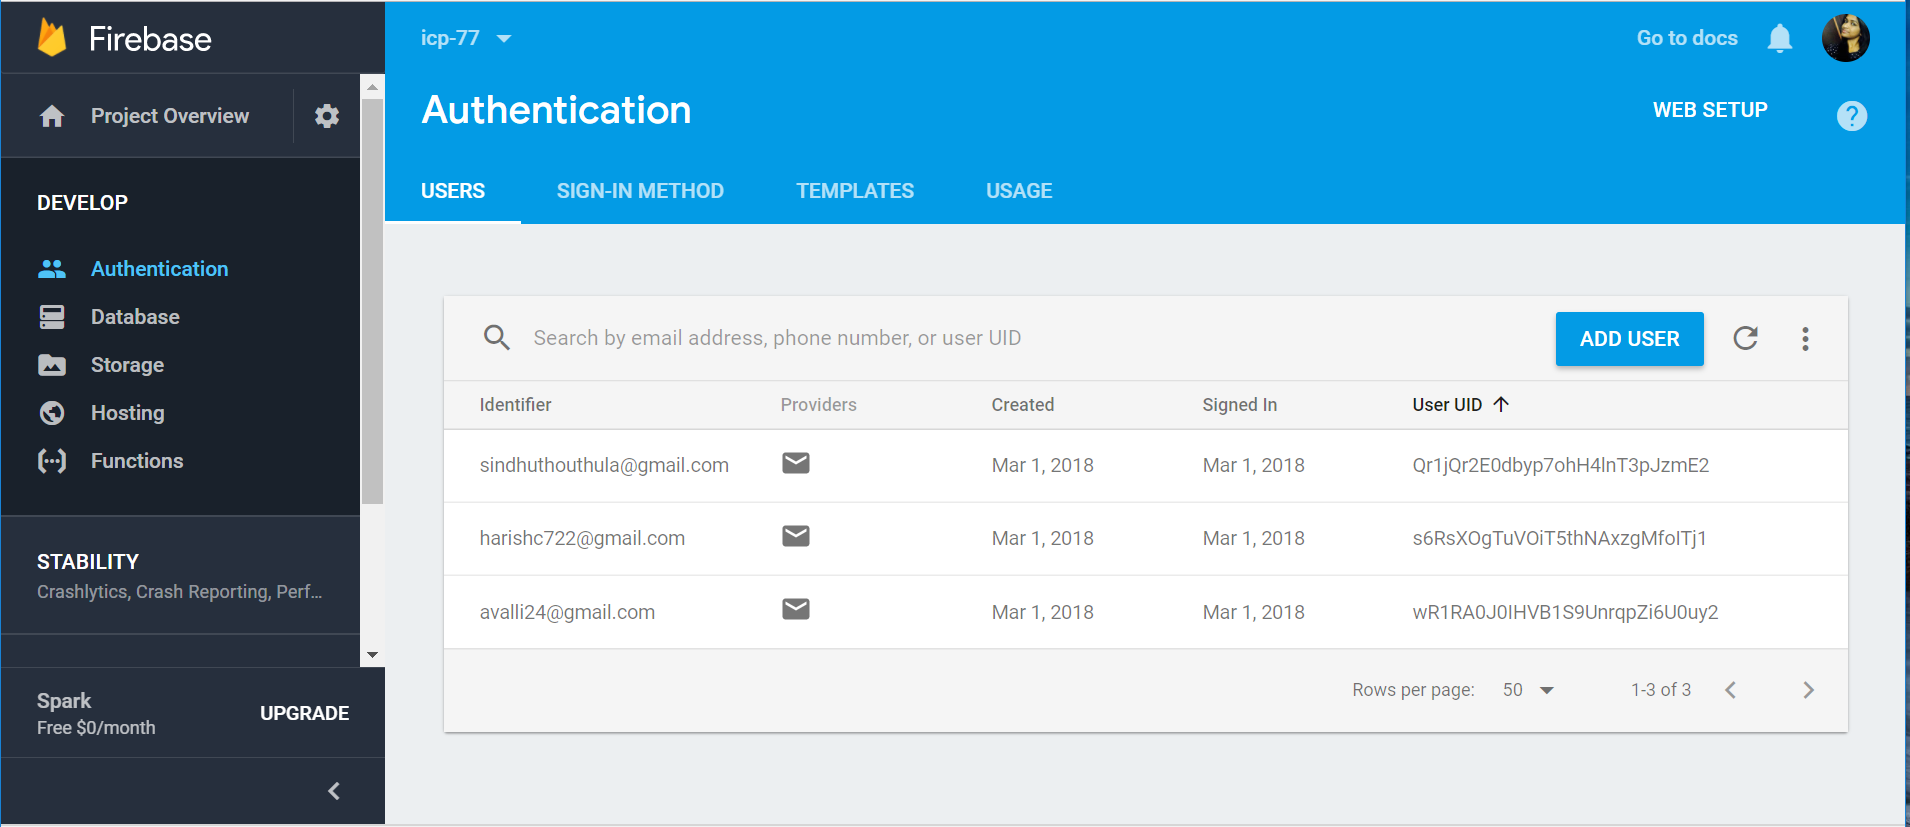 Firebase
Project Overview
DEVELOP
Authentication
Database
Storage
Hosting
Functions
STABILITY
Crashlytics, Crash Reporting, Perf...
Spark
Free $0/month
UPGRADE
icp-77
Go to docs
Authentication
WEB SETUP
USERS SIGN-IN METHOD TEMPLATES USAGE
Search by email address, phone number, or user UID
ADD USER
Identifier Providers Created Signed In User UID
sindhuthouthula@gmail.com Mar 1, 2018 Mar 1, 2018 Qr1jQr2E0dbyp7ohH4lnT3pJzmE2
harishc722@gmail.com Mar 1, 2018 Mar 1, 2018 s6RsXOgTuVOiT5thNAxzgMfoITj1
avalli24@gmail.com Mar 1, 2018 Mar 1, 2018 wR1RA0J0IHVB1S9UnrqpZi6U0uy2
Rows per page: 50 1-3 of 3